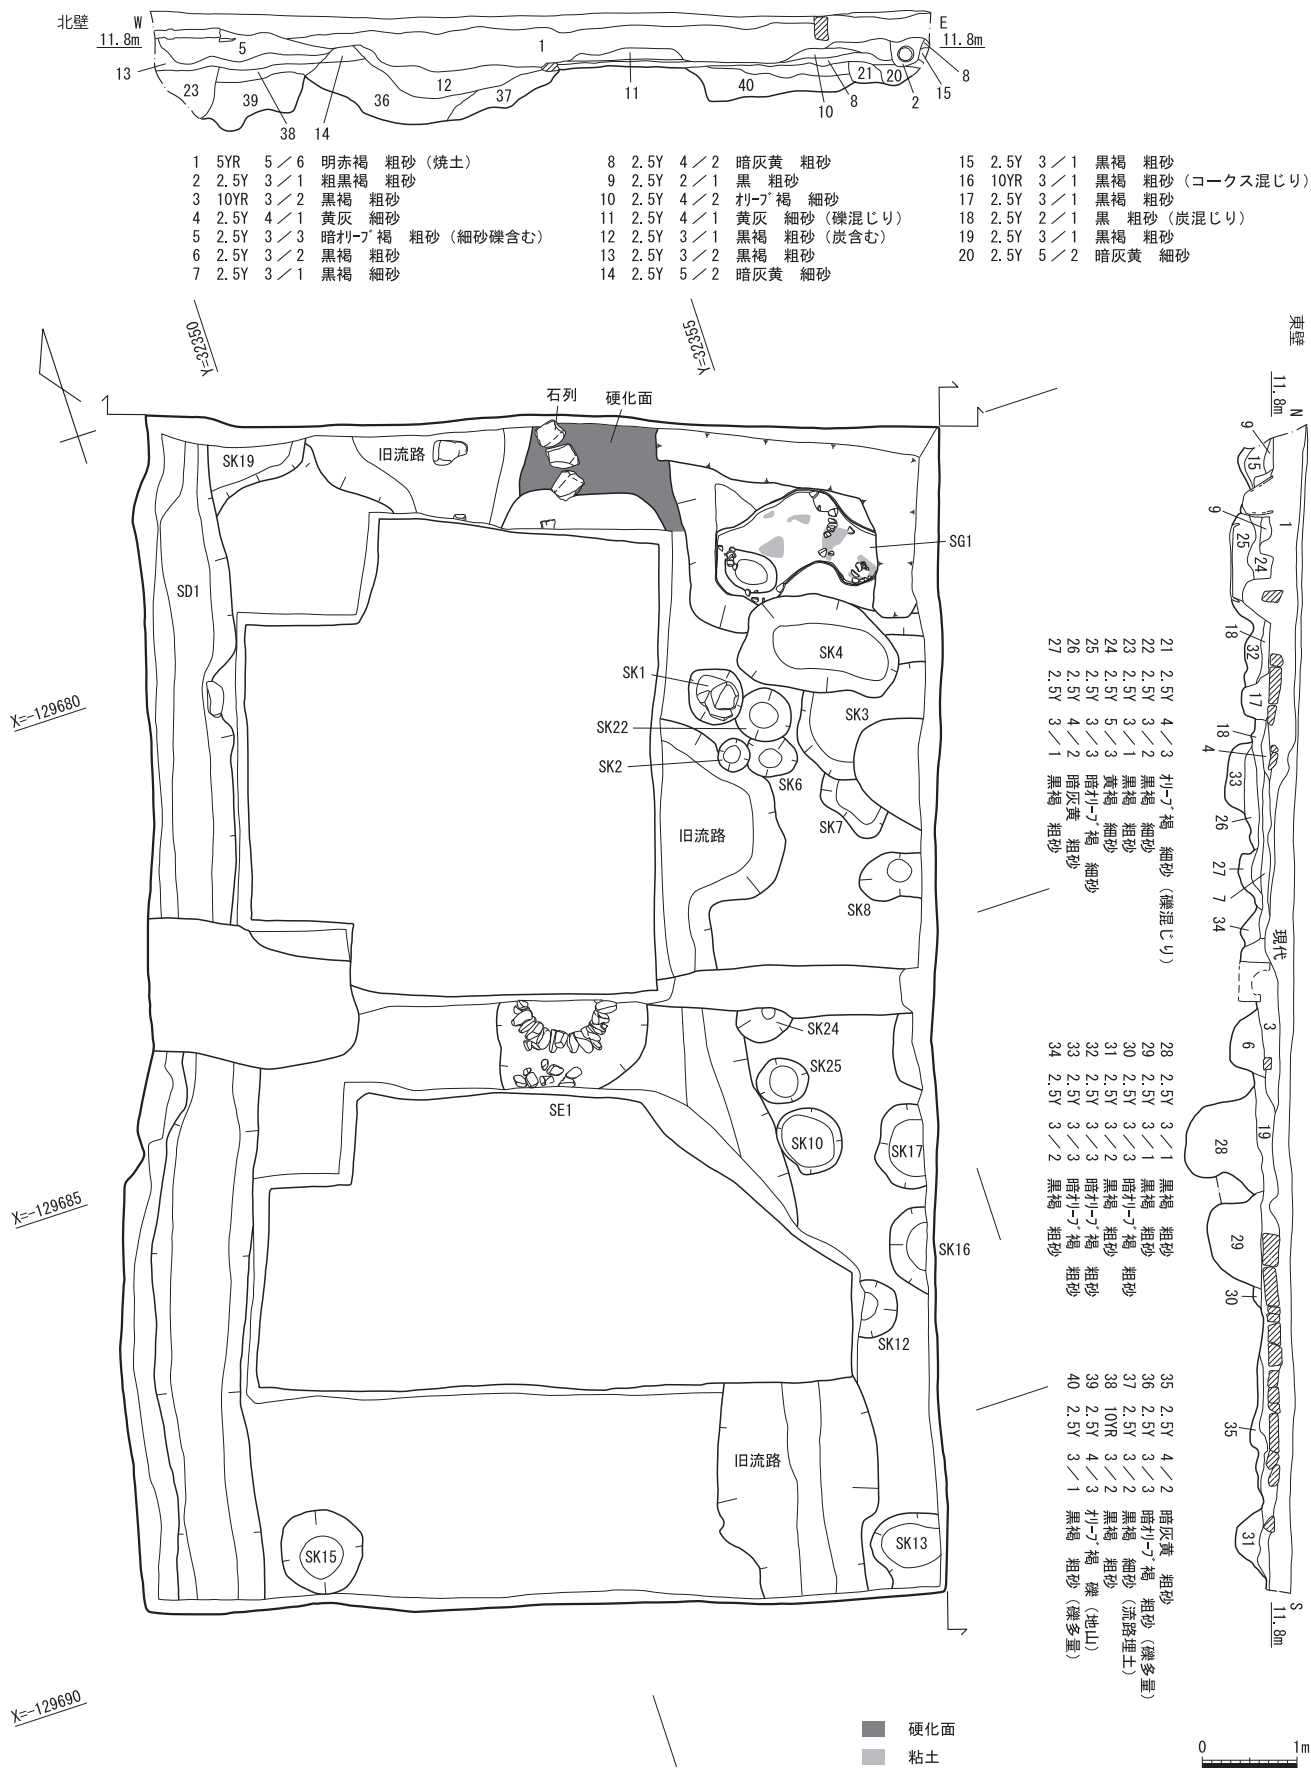 北壁
W
11.8m
E
11.8m
5
1
13
23
39
38
14
36
12
37
11
40
10
8
21
20
2
15
8
1 5YR 5／6 明赤褐 粗砂（焼土）
2 2.5Y 3／1 粗黒褐 粗砂
3 10YR 3／2 黒褐 粗砂
4 2.5Y 4／1 黄灰 細砂
5 2.5Y 3／3 暗ｵﾘｰﾌﾞ褐 粗砂（細砂礫含む）
6 2.5Y 3／2 黒褐 粗砂
7 2.5Y 3／1 黒褐 細砂
8 2.5Y 4／2 暗灰黄 粗砂
9 2.5Y 2／1 黒 粗砂
10 2.5Y 4／2 ｵﾘｰﾌﾞ褐 細砂
11 2.5Y 4／1 黄灰 細砂（礫混じり）
12 2.5Y 3／1 黒褐 粗砂（炭含む）
13 2.5Y 3／2 黒褐 粗砂
14 2.5Y 5／2 暗灰黄 細砂
15 2.5Y 3／1 黒褐 粗砂
16 10YR 3／1 黒褐 粗砂（コークス混じり）
17 2.5Y 3／1 黒褐 粗砂
18 2.5Y 2／1 黒 粗砂（炭混じり）
19 2.5Y 3／1 黒褐 粗砂
20 2.5Y 5／2 暗灰黄 細砂
Y=32350
Y=32355
石列
硬化面
SK19
旧流路
SG1
SD1
SK4
SK1
SK3
SK22
SK2
SK6
SK7
旧流路
SK8
X=-129680
SK24
SK25
SE1
SK10
SK17
SK16
SK12
X=-129685
旧流路
SK15
SK13
X=-129690
東壁
11.8m
N
9
15
9
1
25
24
18
32
17
18
4
33
26
27
7
34
現代
3
6
19
28
29
30
35
31
S
11.8m
21 2.5Y 4／3 ｵﾘｰﾌﾞ褐 細砂（礫混じり）
22 2.5Y 3／2 黒褐 細砂
23 2.5Y 3／1 黒褐 粗砂
24 2.5Y 5／3 黄褐 細砂
25 2.5Y 3／3 暗ｵﾘｰﾌﾞ褐 細砂
26 2.5Y 4／2 暗灰黄 粗砂
27 2.5Y 3／1 黒褐 粗砂
28 2.5Y 3／1 黒褐 粗砂
29 2.5Y 3／1 黒褐 粗砂
30 2.5Y 3／3 暗ｵﾘｰﾌﾞ褐 粗砂
31 2.5Y 3／2 黒褐 粗砂
32 2.5Y 3／3 暗ｵﾘｰﾌﾞ褐 粗砂
33 2.5Y 3／3 暗ｵﾘｰﾌﾞ褐 粗砂
34 2.5Y 3／2 黒褐 粗砂
35 2.5Y 4／2 暗灰黄 粗砂
36 2.5Y 3／3 暗ｵﾘｰﾌﾞ褐 粗砂（礫多量）
37 2.5Y 3／2 黒褐 細砂（流路埋土）
38 10YR 3／2 黒褐 粗砂
39 2.5Y 4／3 ｵﾘｰﾌﾞ褐 礫（地山）
40 2.5Y 3／1 黒褐 粗砂（礫多量）
硬化面
粘土
0
1m